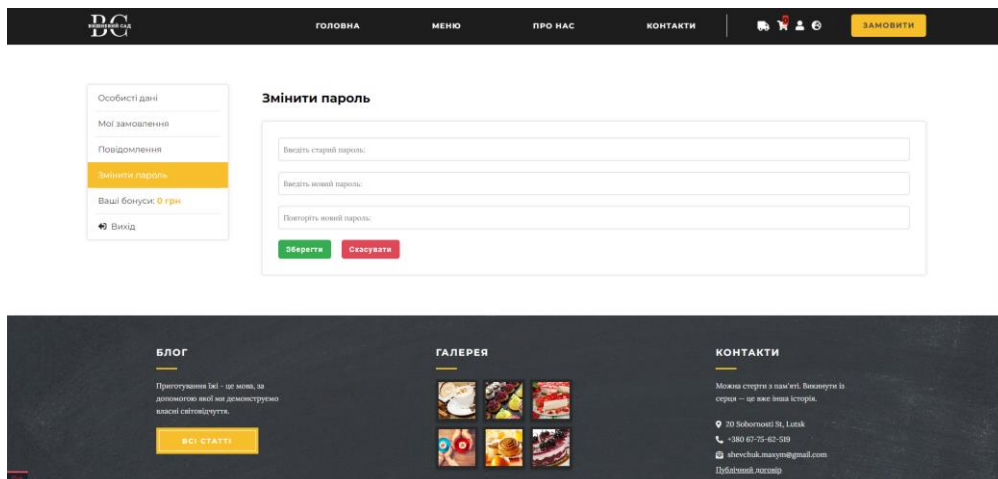 ВИШНЕВИЙ САД
ГОЛОВНА
МЕНЮ
ПРО НАС
КОНТАКТИ
0
ЗАМОВИТИ
Особисті дані
Мої замовлення
Повідомлення
Змінити пароль
Ваші бонуси: 0 грн
Вихід
Змінити пароль
Введіть старий пароль:
Введіть новий пароль:
Повторіть новий пароль:
Зберегти
Скасувати
БЛОГ
Приготування їжі - це мова, за
допомогою якої ми демонструємо
власні світовідчуття.
ВСІ СТАТТІ
ГАЛЕРЕЯ
КОНТАКТИ
Можна стерти з пам'яті. Викинути із
серця — це вже інша історія.
20 Sobornosti St, Lutsk
+380 67-75-62-519
shevchuk.maxym@gmail.com
Публічний договір